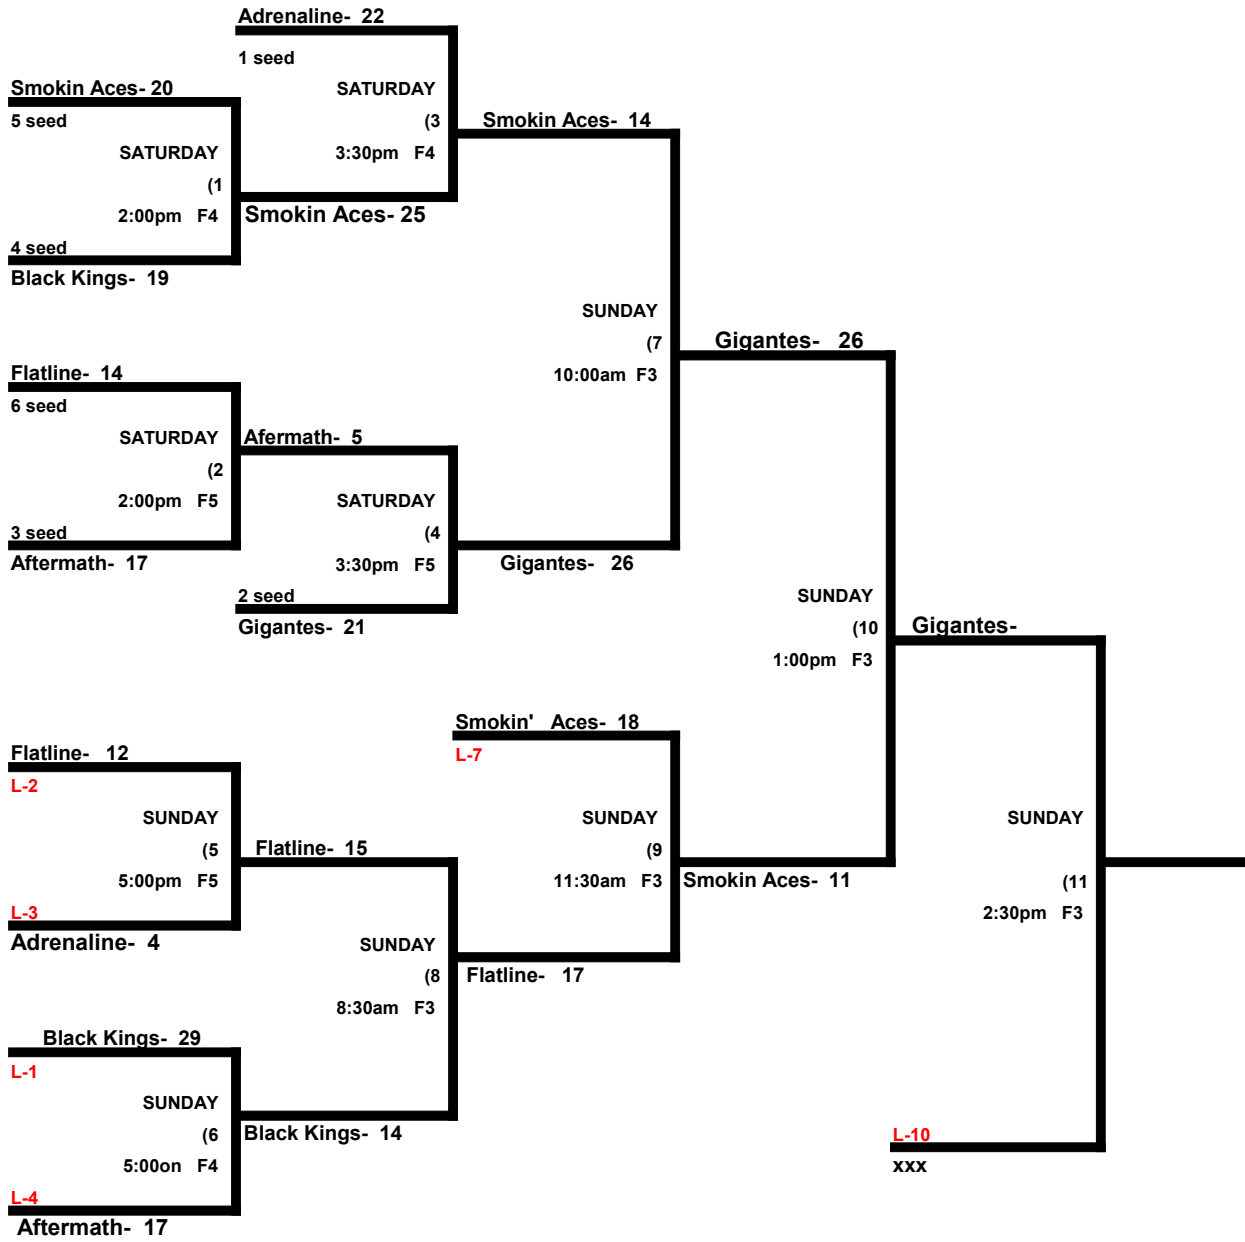 Adrenaline- 22
1 seed
Smokin Aces- 20
SATURDAY
5 seed
(3
Smokin Aces- 14
SATURDAY
3:30pm F4
(1
2:00pm F4
Smokin Aces- 25
4 seed
Black Kings- 19
SUNDAY
(7
Gigantes- 26
10:00am F3
Flatline- 14
6 seed
SATURDAY
Afermath- 5
(2
2:00pm F5
SATURDAY
3 seed
(4
Aftermath- 17
3:30pm F5
Gigantes- 26
2 seed
SUNDAY
Gigantes- 21
(10
Gigantes-
1:00pm F3
Smokin' Aces- 18
L-7
Flatline- 12
L-2
SUNDAY
SUNDAY
SUNDAY
(5
Flatline- 15
(9
5:00pm F5
11:30am F3
Smokin Aces- 11
(11
L-3
2:30pm F3
Adrenaline- 4
SUNDAY
(8
Flatline- 17
8:30am F3
Black Kings- 29
L-1
SUNDAY
(6
Black Kings- 14
L-10
5:00on F4
xxx
L-4
Aftermath- 17